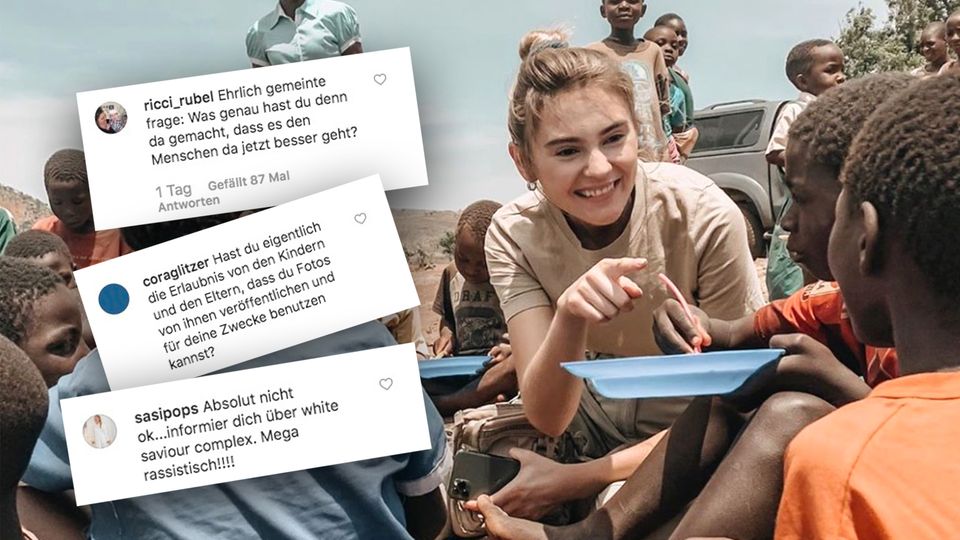 ricci_rubel Ehrlich gemeinte
frage: Was genau hast du denn
da gemacht, dass es den
Menschen da jetzt besser geht?
1 Tag Gefällt 87 Mal
Antworten
coraglitzer Hast du eigentlich
die Erlaubnis von den Kindern
und den Eltern, dass du Fotos
von ihnen veröffentlichen und
für deine Zwecke benutzen
kannst?
sasipops Absolut nicht
ok...informier dich über white
saviour complex. Mega
rassistisch!!!!